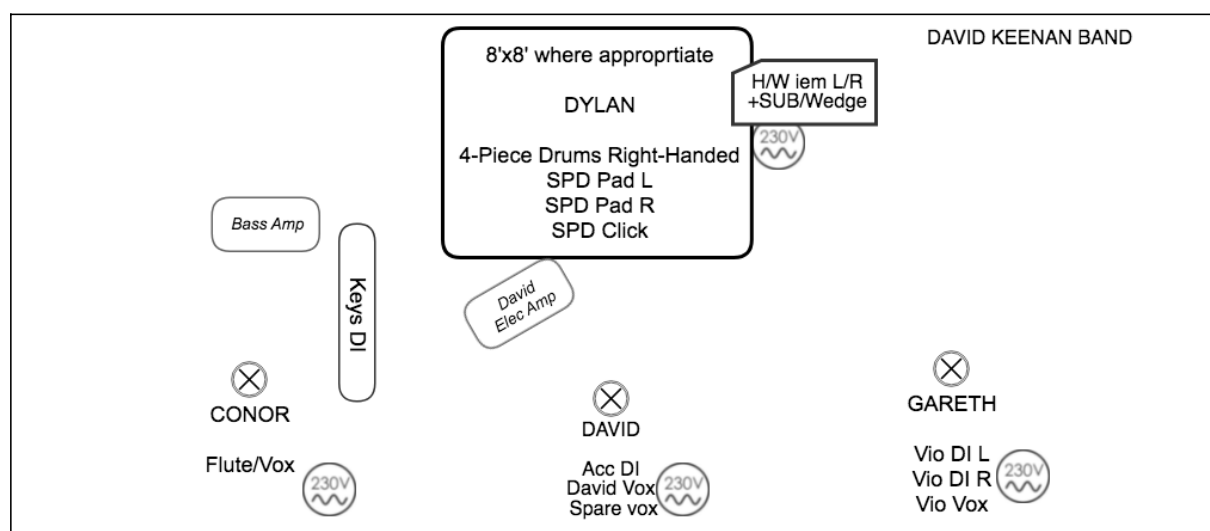 DAVID KEENAN BAND
8'x8' where approprtiate
DYLAN
4-Piece Drums Right-Handed
SPD Pad L
SPD Pad R
SPD Click
H/W iem L/R
+SUB/Wedge
230V
Bass Amp
Keys DI
David
Elec Amp
CONOR
Flute/Vox
230V
DAVID
Acc DI
David Vox
Spare vox
230V
GARETH
Vio DI L
Vio DI R
Vio Vox
230V